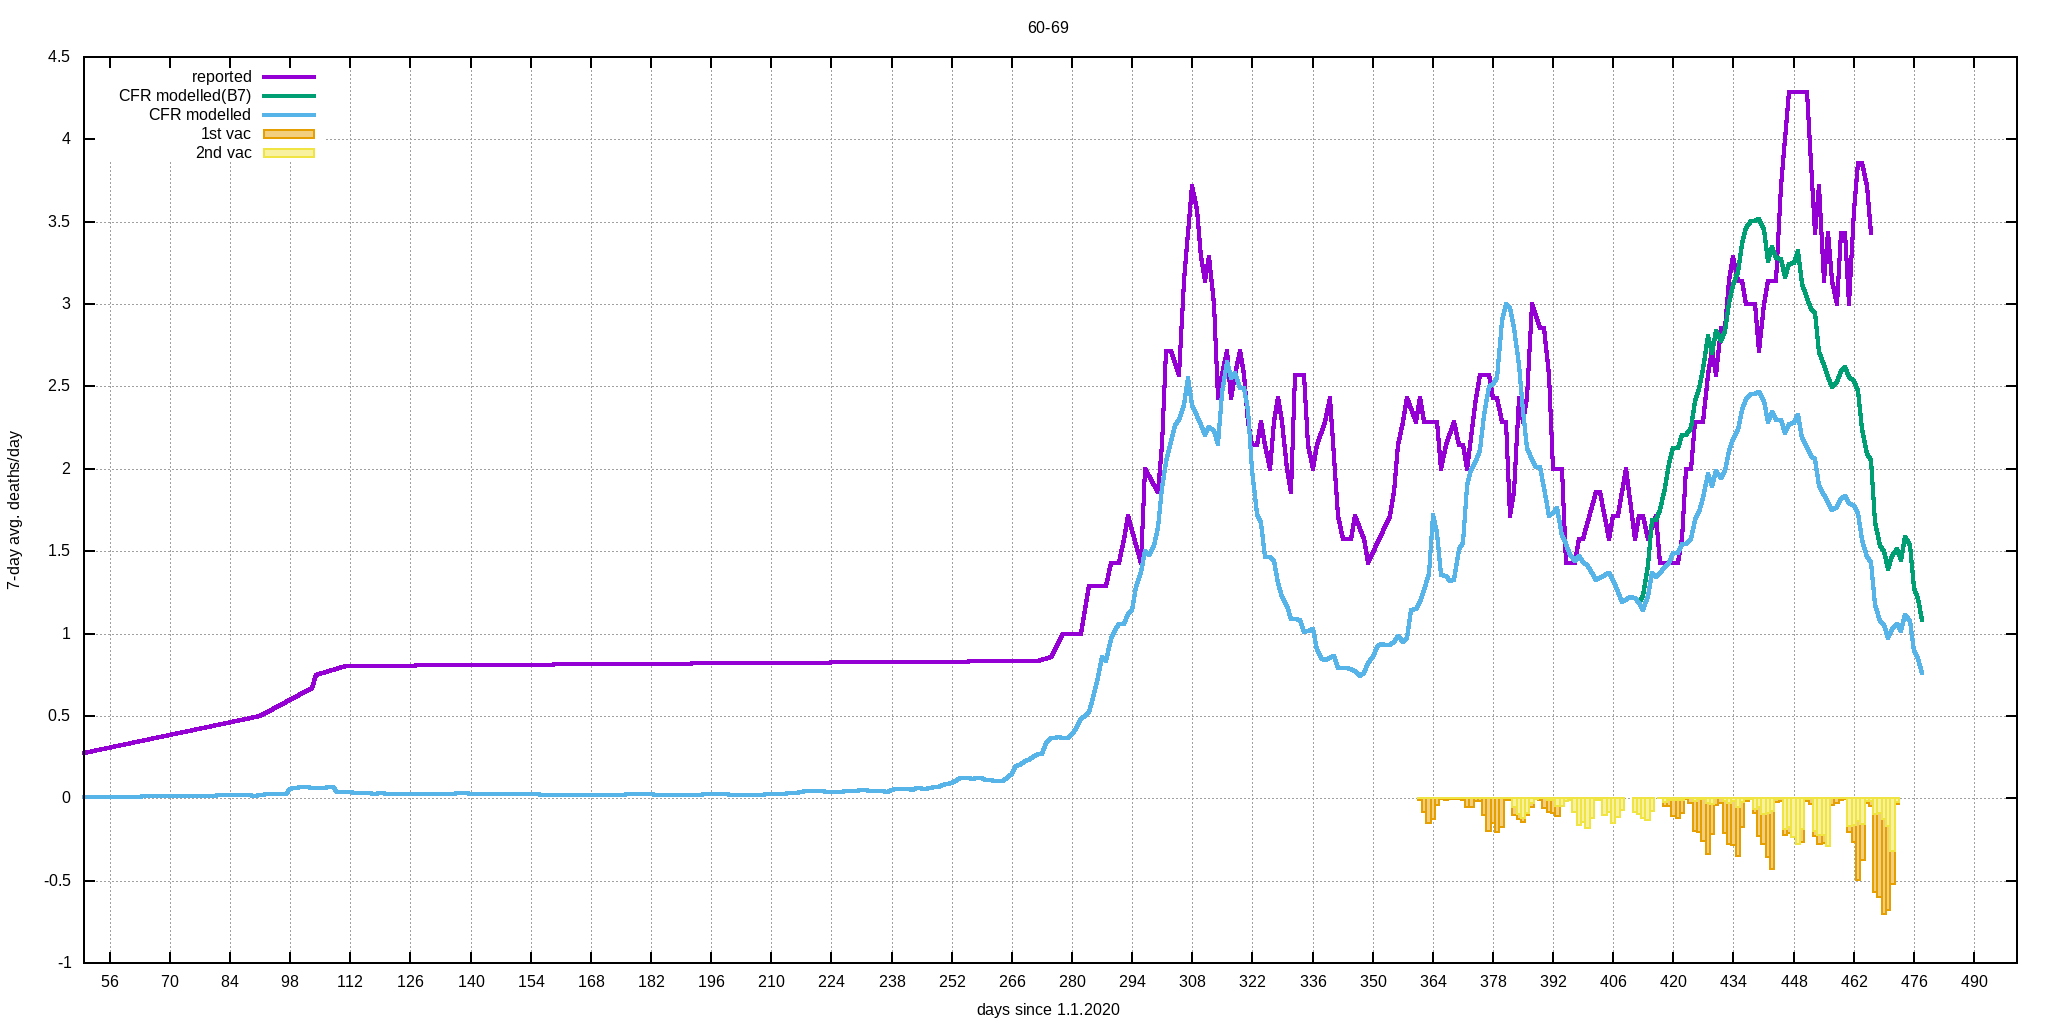 60-69
reported
CFR modelled(B7)
CFR modelled
1st vac
2nd vac
4.5
4
3.5
3
2.5
2
1.5
1
0.5
0
-0.5
-1
7-day avg. deaths/day
56 70 84 98 112 126 140 154 168 182 196 210 224 238 252 266 280 294 308 322 336 350 364 378 392 406 420 434 448 462 476 490
days since 1.1.2020